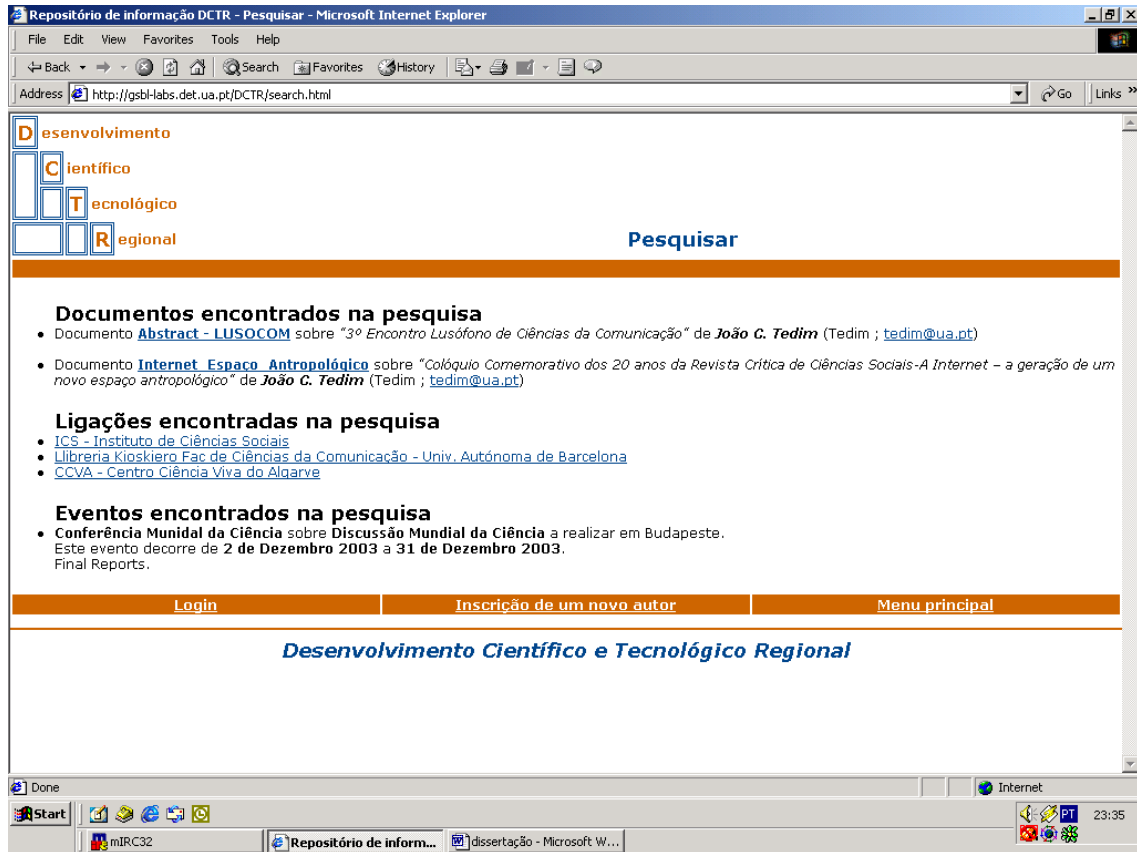 Repositório de informação DCTR - Pesquisar - Microsoft Internet Explorer
File Edit View Favorites Tools Help
Back Search Favorites History
Address http://gsbl-labs.det.ua.pt/DCTR/search.html Go Links »
Desenvolvimento
Científico
Tecnológico
Regional
Pesquisar
Documentos encontrados na pesquisa
Documento Abstract - LUSOCOM sobre "3º Encontro Lusófono de Ciências da Comunicação" de João C. Tedim (Tedim ; tedim@ua.pt)
Documento Internet_Espaço_Antropológico sobre "Colóquio Comemorativo dos 20 anos da Revista Crítica de Ciências Sociais-A Internet – a geração de um
novo espaço antropológico" de João C. Tedim (Tedim ; tedim@ua.pt)
Ligações encontradas na pesquisa
ICS - Instituto de Ciências Sociais
Llibreria Kioskiero Fac de Ciências da Comunicação - Univ. Autónoma de Barcelona
CCVA - Centro Ciência Viva do Algarve
Eventos encontrados na pesquisa
Conferência Munidal da Ciência sobre Discussão Mundial da Ciência a realizar em Budapeste.
Este evento decorre de 2 de Dezembro 2003 a 31 de Dezembro 2003.
Final Reports.
Login Inscrição de um novo autor Menu principal
Desenvolvimento Científico e Tecnológico Regional
Done Internet
Start PT 23:35
mIRC32 Repositório de inform... dissertação - Microsoft W...